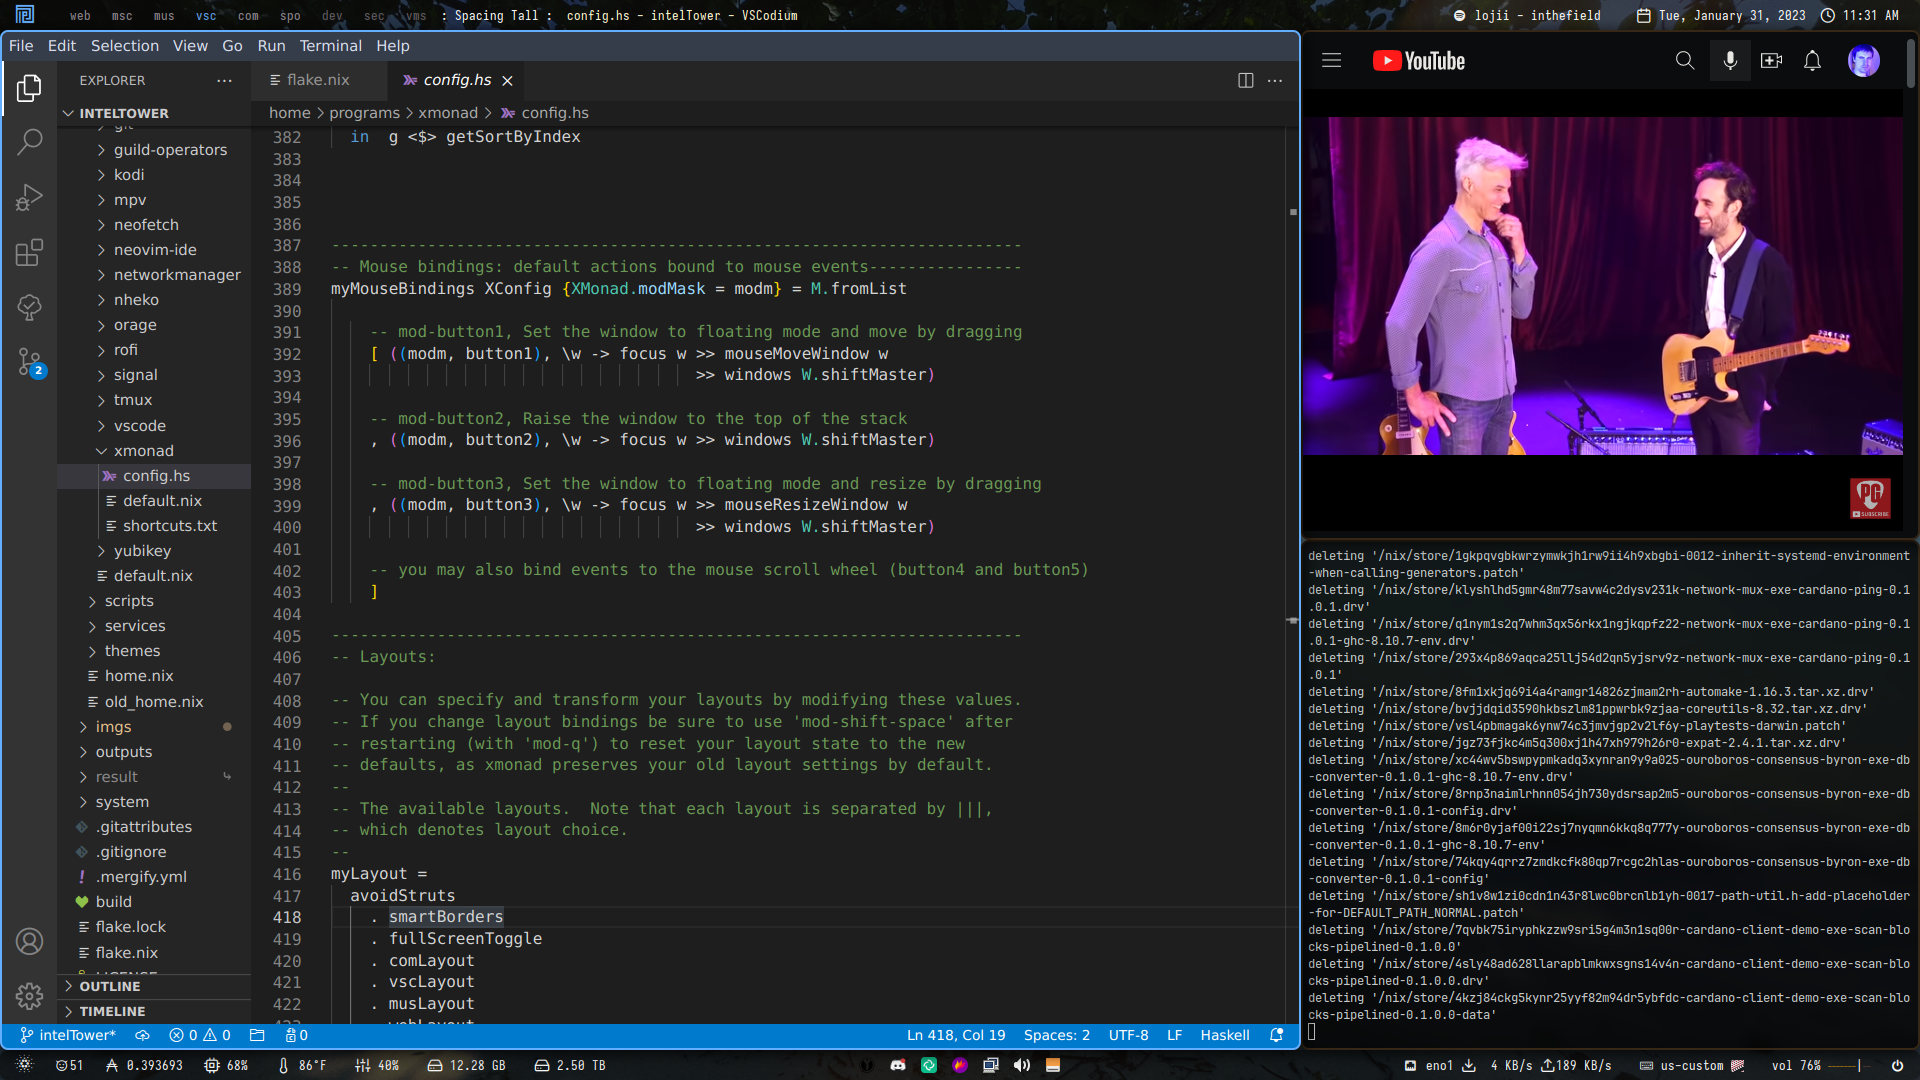 web msc mus vsc com spo dev sec vms : Spacing Tall : config.hs - intelTower - VSCodium
lojii - inthefield Tue, January 31, 2023 11:31 AM
File Edit Selection View Go Run Terminal Help
EXPLORER
INTELTOWER
git
guild-operators
kodi
mpv
neofetch
neovim-ide
networkmanager
nheko
orage
rofi
signal
tmux
vscode
xmonad
config.hs
default.nix
shortcuts.txt
yubikey
default.nix
scripts
services
themes
home.nix
old_home.nix
imgs
outputs
result
system
.gitattributes
.gitignore
.mergify.yml
build
flake.lock
flake.nix
LICENSE
OUTLINE
TIMELINE
2
flake.nix config.hs
home > programs > xmonad > config.hs
382 in g <$> getSortByIndex
383
384
385
386
387 ------------------------------------------------------------------------
388 -- Mouse bindings: default actions bound to mouse events----------------
389 myMouseBindings XConfig {XMonad.modMask = modm} = M.fromList
390
391 -- mod-button1, Set the window to floating mode and move by dragging
392 [ ((modm, button1), \w -> focus w >> mouseMoveWindow w
393 >> windows W.shiftMaster)
394
395 -- mod-button2, Raise the window to the top of the stack
396 , ((modm, button2), \w -> focus w >> windows W.shiftMaster)
397
398 -- mod-button3, Set the window to floating mode and resize by dragging
399 , ((modm, button3), \w -> focus w >> mouseResizeWindow w
400 >> windows W.shiftMaster)
401
402 -- you may also bind events to the mouse scroll wheel (button4 and button5)
403 ]
404
405 ------------------------------------------------------------------------
406 -- Layouts:
407
408 -- You can specify and transform your layouts by modifying these values.
409 -- If you change layout bindings be sure to use 'mod-shift-space' after
410 -- restarting (with 'mod-q') to reset your layout state to the new
411 -- defaults, as xmonad preserves your old layout settings by default.
412 --
413 -- The available layouts.  Note that each layout is separated by |||,
414 -- which denotes layout choice.
415 --
416 myLayout =
417 avoidStruts
418 . smartBorders
419 . fullScreenToggle
420 . comLayout
421 . vscLayout
422 . musLayout
423 . webLayout
intelTower* 0 0 0 Ln 418, Col 19 Spaces: 2 UTF-8 LF Haskell
YouTube
PG
SUBSCRIBE
deleting '/nix/store/1gkpqvgbkwrzymwkjh1rw9ii4h9xbgbi-0012-inherit-systemd-environment
-when-calling-generators.patch'
deleting '/nix/store/klyshlhd5gmr48m77savw4c2dysv231k-network-mux-exe-cardano-ping-0.1
.0.1.drv'
deleting '/nix/store/q1nym1s2q7whm3qx56rkx1ngjkqpfz22-network-mux-exe-cardano-ping-0.1
.0.1-ghc-8.10.7-env.drv'
deleting '/nix/store/293x4p869aqca25llj54d2qn5yjsrv9z-network-mux-exe-cardano-ping-0.1
.0.1'
deleting '/nix/store/8fm1xkjq69i4a4ramgr14826zjmam2rh-automake-1.16.3.tar.xz.drv'
deleting '/nix/store/bvjjdqid3590hkbszlm81ppwrbk9zjaa-coreutils-8.32.tar.xz.drv'
deleting '/nix/store/vsl4pbmagak6ynw74c3jmvjgp2v2lf6y-playtests-darwin.patch'
deleting '/nix/store/jgz73fjkc4m5q300xj1h47xh979h26r0-expat-2.4.1.tar.xz.drv'
deleting '/nix/store/xc44wv5bswpypmkadq3xynran9y9a025-ouroboros-consensus-byron-exe-db
-converter-0.1.0.1-ghc-8.10.7-env.drv'
deleting '/nix/store/8rnp3naimlrhnn054jh730ydsrsap2m5-ouroboros-consensus-byron-exe-db
-converter-0.1.0.1-config.drv'
deleting '/nix/store/8m6r0yjaf00i22sj7nyqmn6kkq8q777y-ouroboros-consensus-byron-exe-db
-converter-0.1.0.1-ghc-8.10.7-env'
deleting '/nix/store/74kqy4qrrz7zmdkcfk80qp7rcgc2hlas-ouroboros-consensus-byron-exe-db
-converter-0.1.0.1-config'
deleting '/nix/store/sh1v8w1zi0cdn1n43r8lwc0brcnlb1yh-0017-path-util.h-add-placeholder
-for-DEFAULT_PATH_NORMAL.patch'
deleting '/nix/store/7qvbk75iryphkzzw9sri5g4m3n1sq00r-cardano-client-demo-exe-scan-blo
cks-pipelined-0.1.0.0'
deleting '/nix/store/4sly48ad628llarapblmkwxsgns14v4n-cardano-client-demo-exe-scan-blo
cks-pipelined-0.1.0.0.drv'
deleting '/nix/store/4kzj84ckg5kynr25yyf82m94dr5ybfdc-cardano-client-demo-exe-scan-blo
cks-pipelined-0.1.0.0-data'
51 0.393693 68% 86°F 40% 12.28 GB 2.50 TB
eno1 4 KB/s 189 KB/s us-custom vol 76%